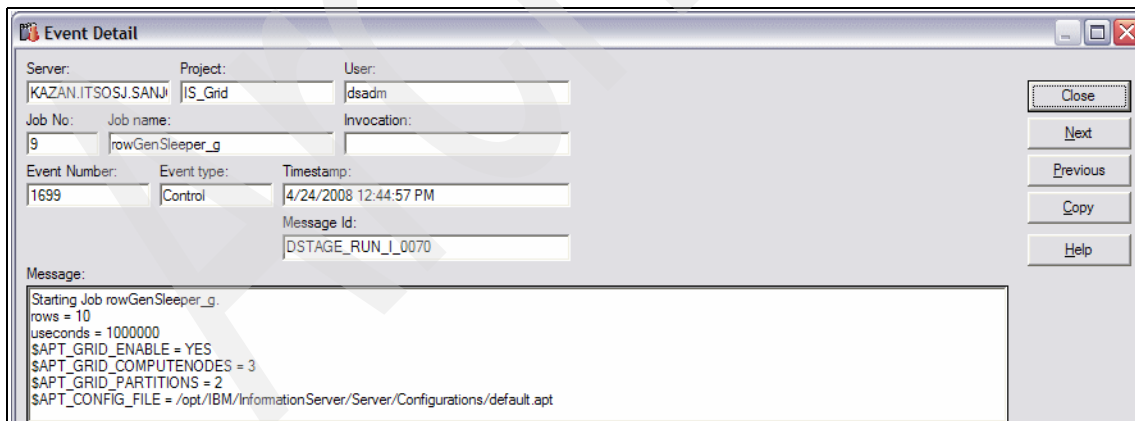 Event Detail
Server: Project: User:
KAZAN.ITSOSJ.SANJ IS_Grid dsadm
Close
Job No: Job name: Invocation:
9 rowGenSleeper_g
Next
Event Number: Event type: Timestamp:
1699 Control 4/24/2008 12:44:57 PM
Previous
Message Id:
DSTAGE_RUN_I_0070
Copy
Help
Message:
Starting Job rowGenSleeper_g.
rows = 10
useconds = 1000000
$APT_GRID_ENABLE = YES
$APT_GRID_COMPUTENODES = 3
$APT_GRID_PARTITIONS = 2
$APT_CONFIG_FILE = /opt/IBM/InformationServer/Server/Configurations/default.apt